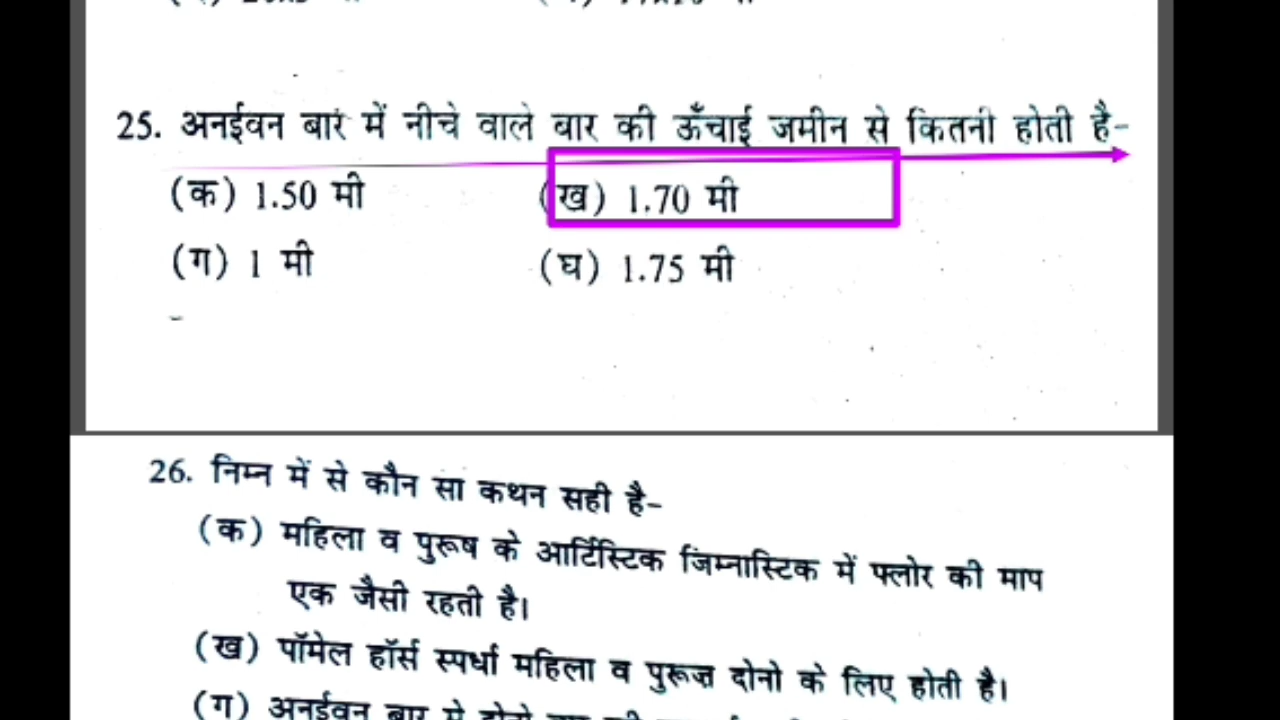 25. अनईवन बार में नीचे वाले बार की ऊँचाई जमीन से कितनी होती है-
(क) 1.50 मी (ख) 1.70 मी
(ग) 1 मी (घ) 1.75 मी
26. निम्न में से कौन सा कथन सही है-
(क) महिला व पुरूष के आर्टिस्टिक जिम्नास्टिक में फ्लोर की माप
एक जैसी रहती है।
(ख) पॉमेल हॉर्स स्पर्धा महिला व दोनो के लिए होती है।
(ग) अनईवन बार